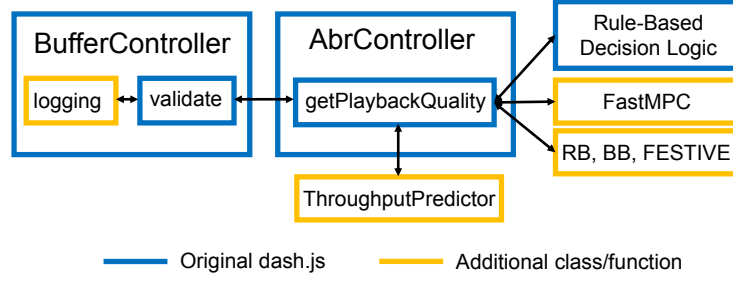 BufferController
logging
validate
AbrController
getPlaybackQuality
Rule-Based
Decision Logic
FastMPC
RB, BB, FESTIVE
ThroughputPredictor
Original dash.js
Additional class/function